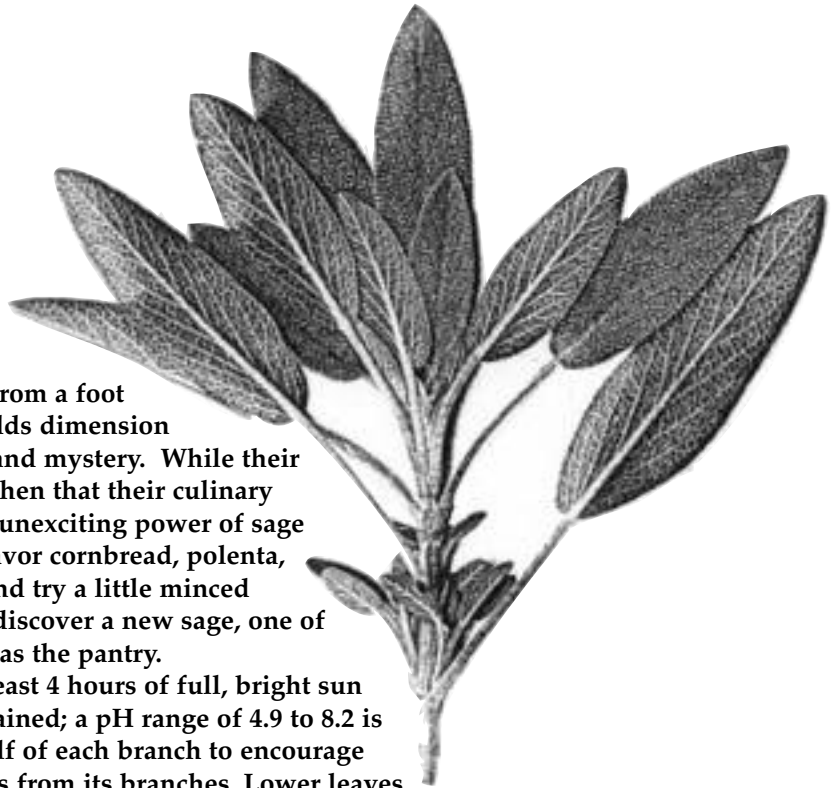 rom a foot
lds dimension
and mystery. While their
hen that their culinary
unexciting power of sage
vor cornbread, polenta,
nd try a little minced
discover a new sage, one of
as the pantry.
east 4 hours of full, bright sun
ained; a pH range of 4.9 to 8.2 is
lf of each branch to encourage
s from its branches. Lower leaves